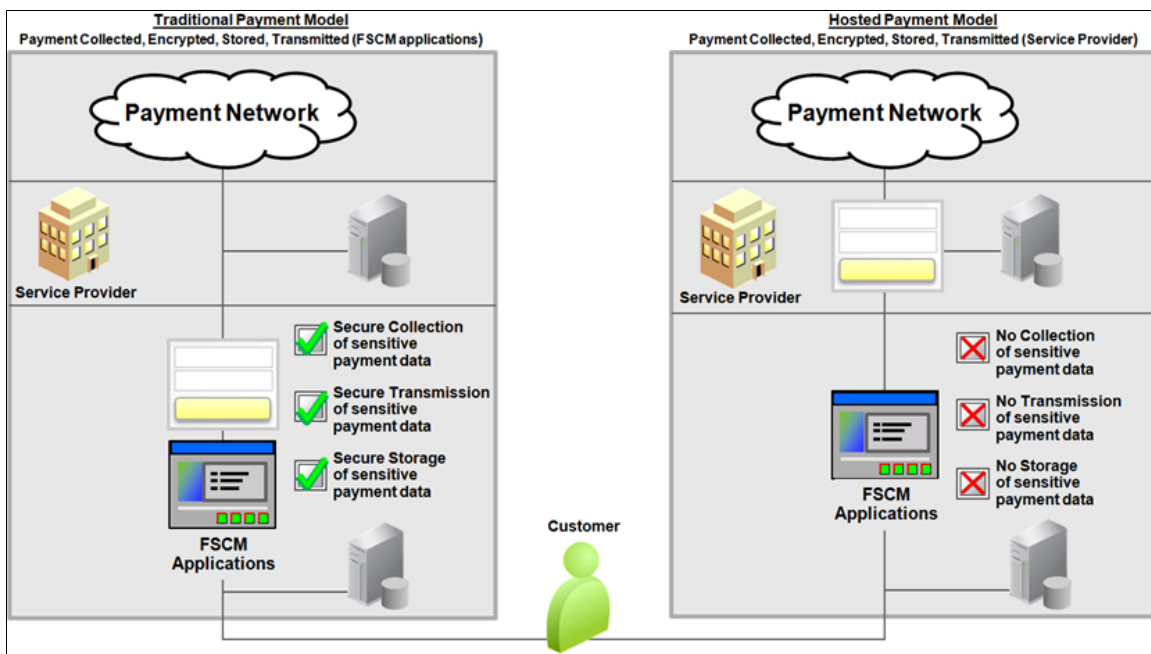 Traditional Payment Model
Payment Collected, Encrypted, Stored, Transmitted (FSCM applications)
Payment Network
Service Provider
Secure Collection
of sensitive
payment data
Secure Transmission
of sensitive
payment data
Secure Storage
of sensitive
payment data
FSCM
Applications
Customer
Hosted Payment Model
Payment Collected, Encrypted, Stored, Transmitted (Service Provider)
Payment Network
Service Provider
No Collection
of sensitive
payment data
No Transmission
of sensitive
payment data
No Storage
of sensitive
payment data
FSCM
Applications